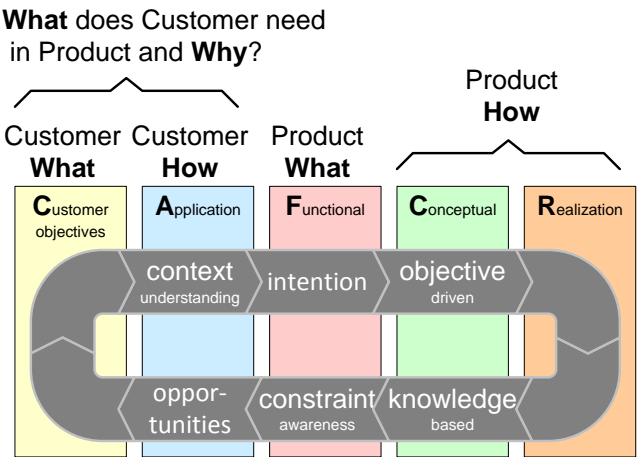 What does Customer need
in Product and Why?
Product
How
Customer
What
Customer
How
Product
What
Customer
objectives
Application
Functional
Conceptual
Realization
context
understanding
intention
objective
driven
oppor-
tunities
constraint
awareness
knowledge
based